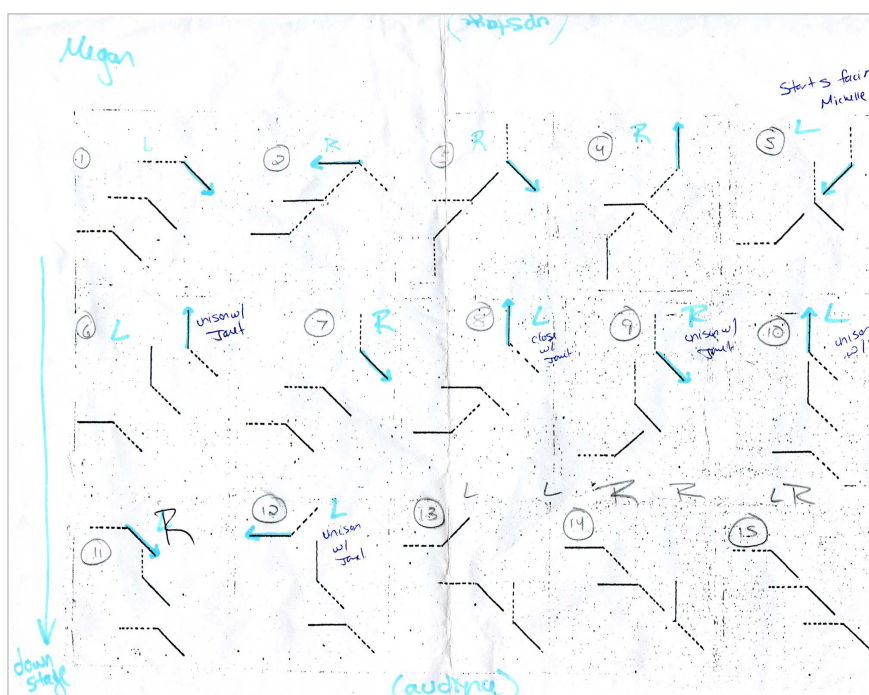 (upstage)
Megan
Starts facin
Michelle
1 L
2 R
3 R
4 R
5 L
6 L
unison w/
Janet
7 R
8 L
close
w/
Janet
9 R
unison w/
Janet
10 L
unison
w/
11 R
12 L
unison
w/
Janet
13 L
L
14 R
R
15 LR
down
stage
(audience)